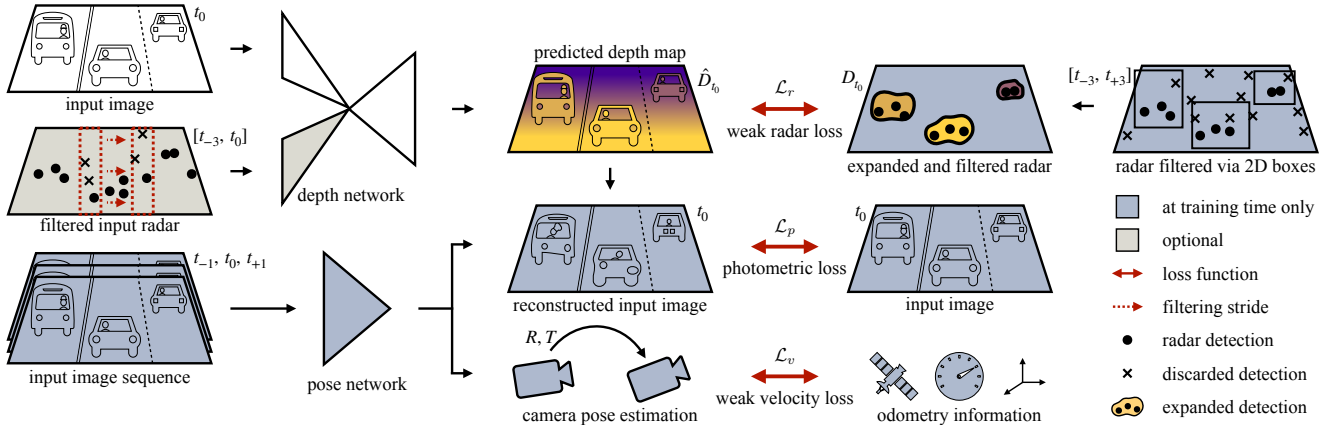 t₀
input image
[t₋₃, t₀]
filtered input radar
depth network
predicted depth map
D̂ₜ₀
ℒᵣ
weak radar loss
Dₜ₀
expanded and filtered radar
[t₋₃, t₊₃]
radar filtered via 2D boxes
t₋₁, t₀, t₊₁
input image sequence
pose network
t₀
reconstructed input image
ℒₚ
photometric loss
t₀
input image
R, T
camera pose estimation
ℒᵥ
weak velocity loss
odometry information
at training time only
optional
loss function
filtering stride
radar detection
discarded detection
expanded detection